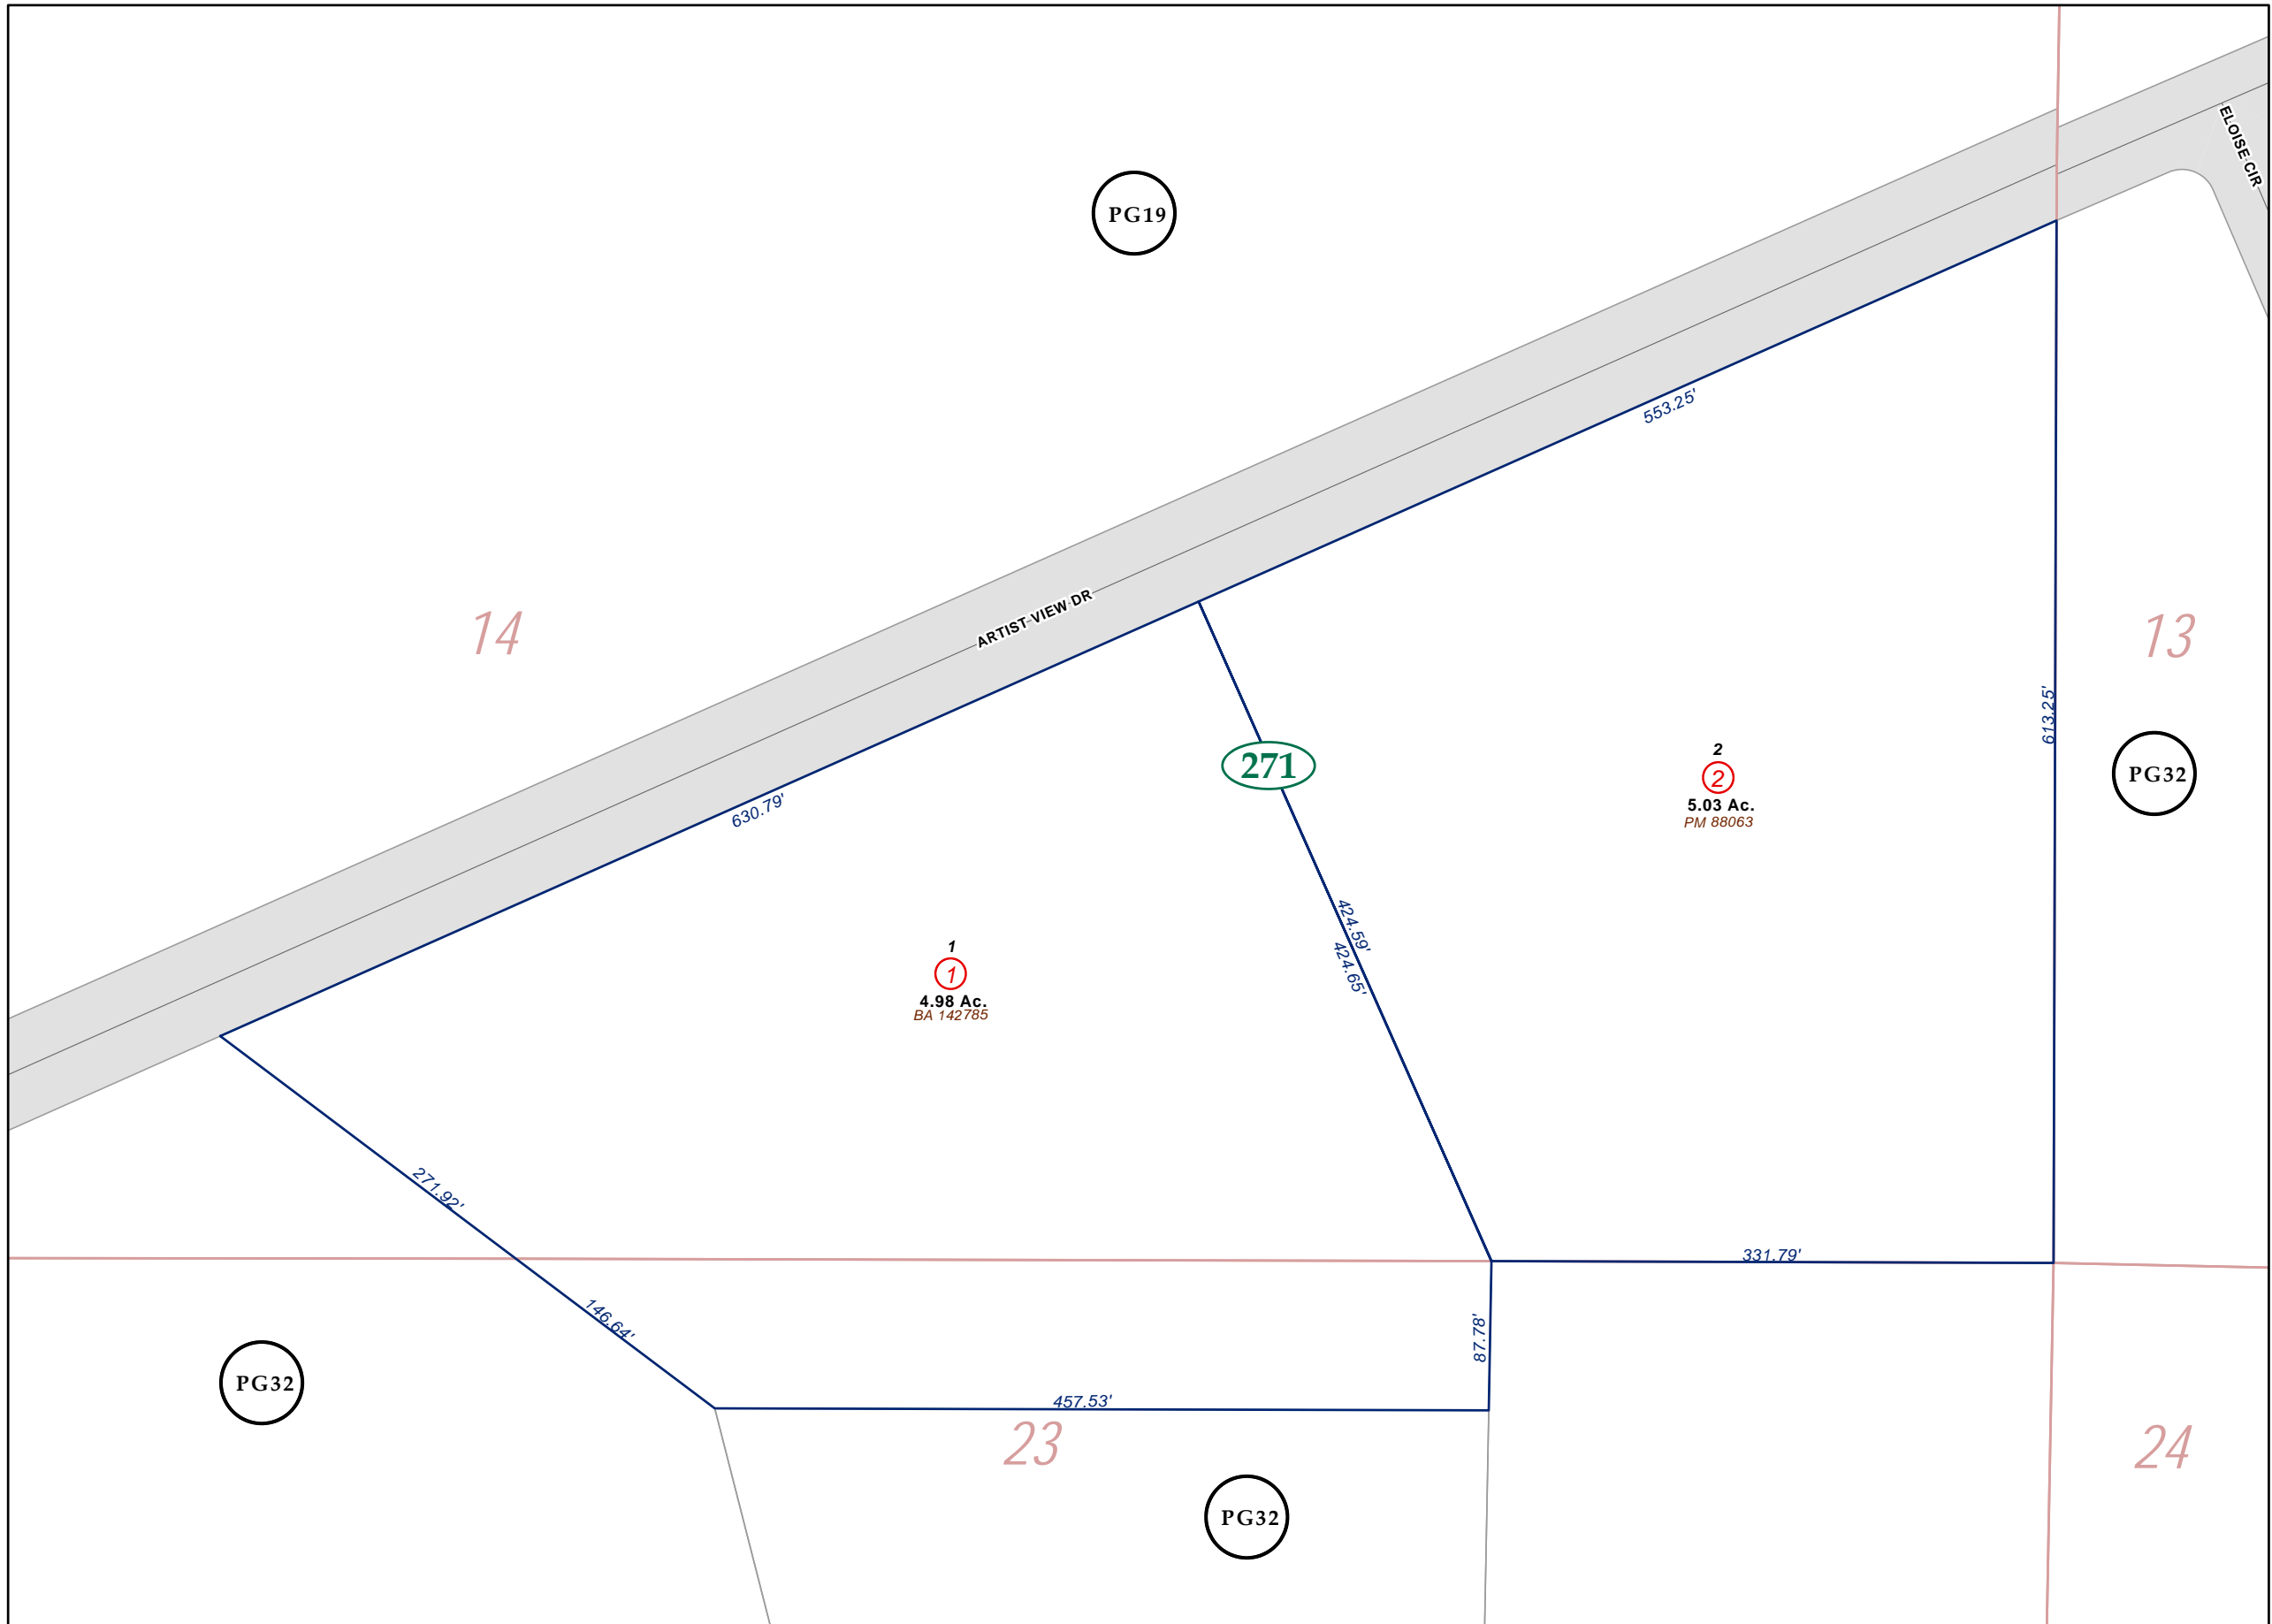 ELOISE CIR
PG19
553.25'
ARTIST VIEW DR
14
13
613.25'
271
2
2
5.03 Ac.
PM 88063
PG32
630.79'
424.59'
424.65'
1
1
4.98 Ac.
BA 142785
271.92'
331.79'
146.64'
87.78'
PG32
457.53'
23
24
PG32